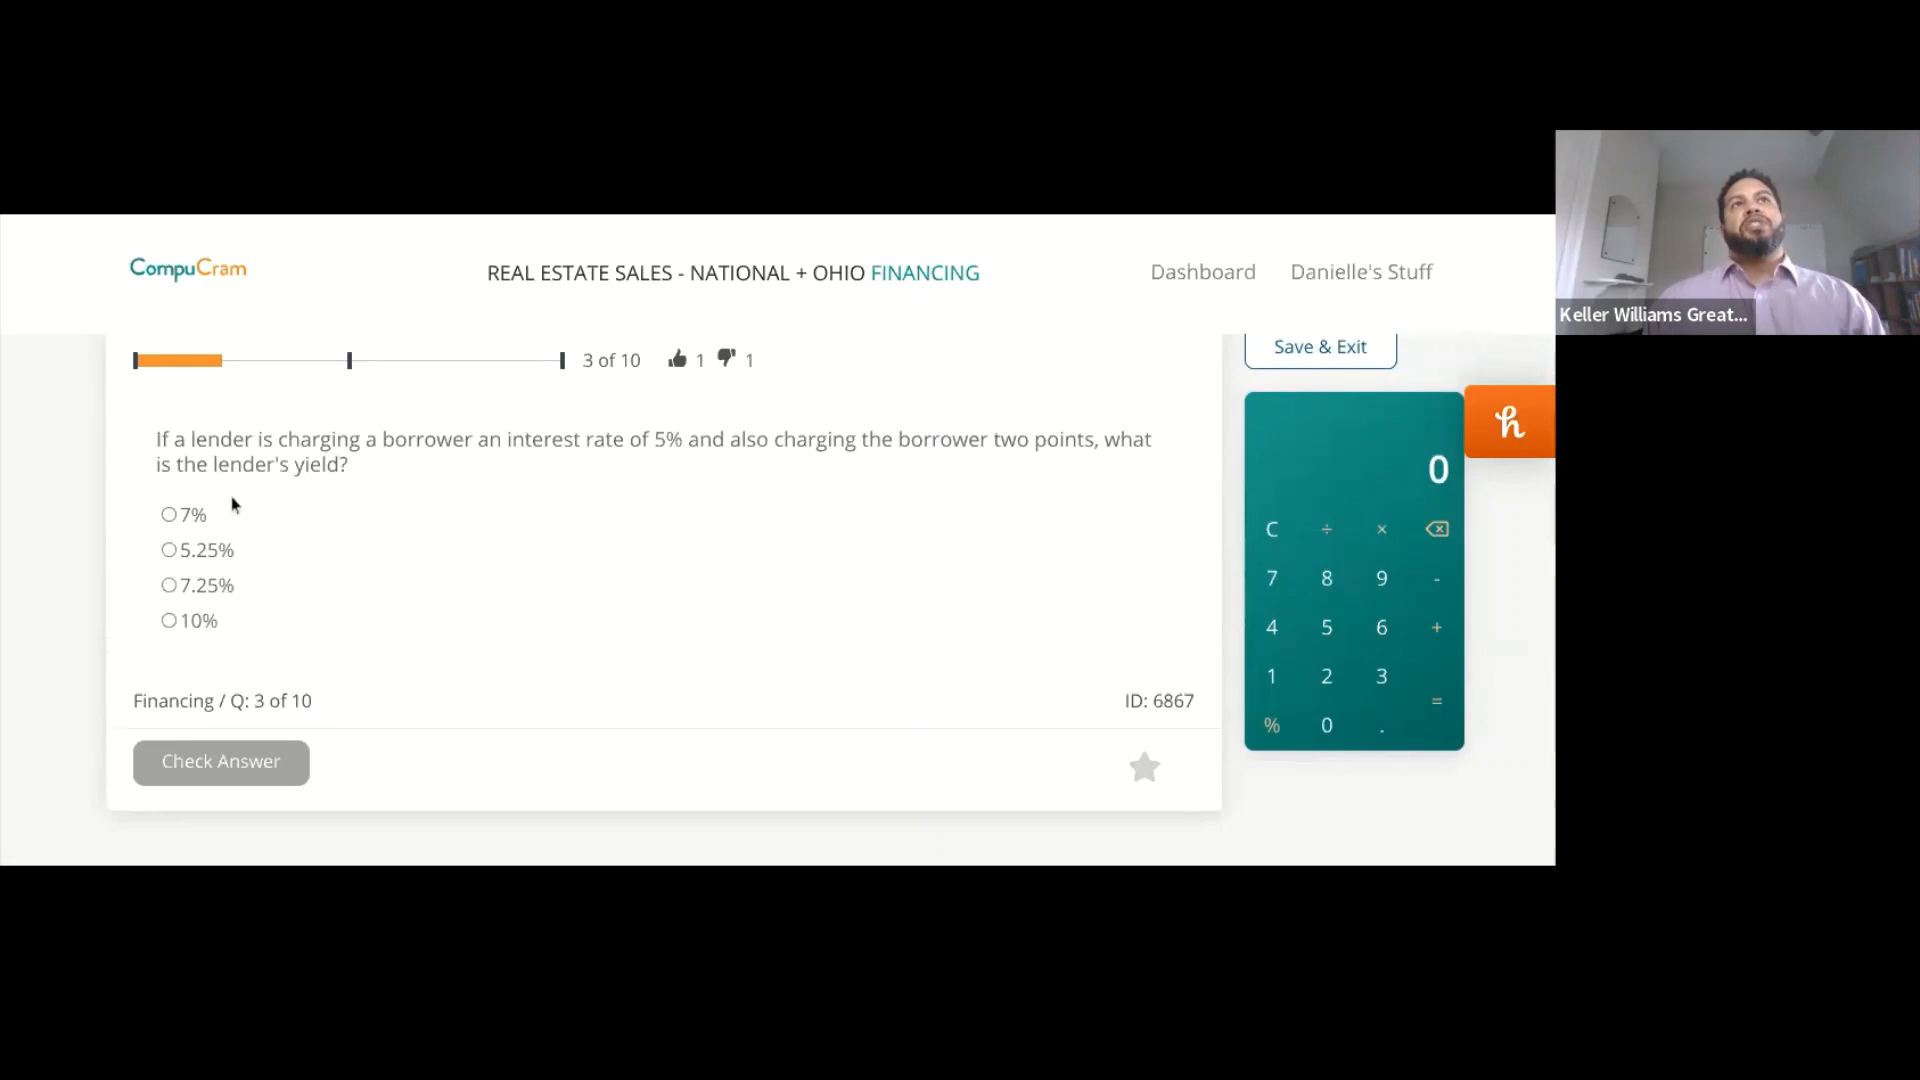 CompuCram
REAL ESTATE SALES - NATIONAL + OHIO FINANCING
Dashboard
Danielle's Stuff
Keller Williams Great...
3 of 10
1
1
Save & Exit
If a lender is charging a borrower an interest rate of 5% and also charging the borrower two points, what
is the lender's yield?
7%
5.25%
7.25%
10%
Financing / Q: 3 of 10
ID: 6867
Check Answer
h
0
C ÷ ×
7 8 9 -
4 5 6 +
1 2 3
=
% 0 .